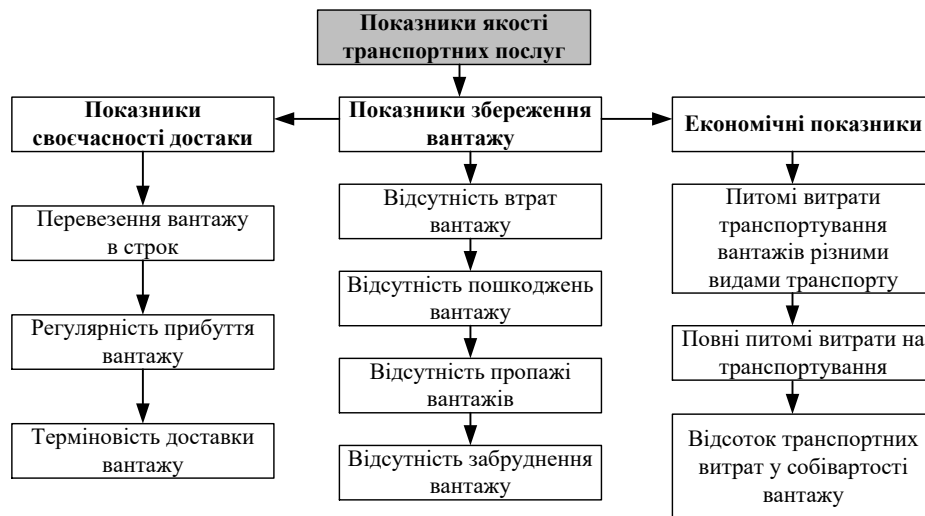 Показники якості
транспортних послуг
Показники
своєчасності достаки
Перевезення вантажу
в строк
Регулярність прибуття
вантажу
Терміновість доставки
вантажу
Показники збереження
вантажу
Відсутність втрат
вантажу
Відсутність пошкоджень
вантажу
Відсутність пропажі
вантажів
Відсутність забруднення
вантажу
Економічні показники
Питомі витрати
транспортування
вантажів різними
видами транспорту
Повні питомі витрати на
транспортування
Відсоток транспортних
витрат у собівартості
вантажу